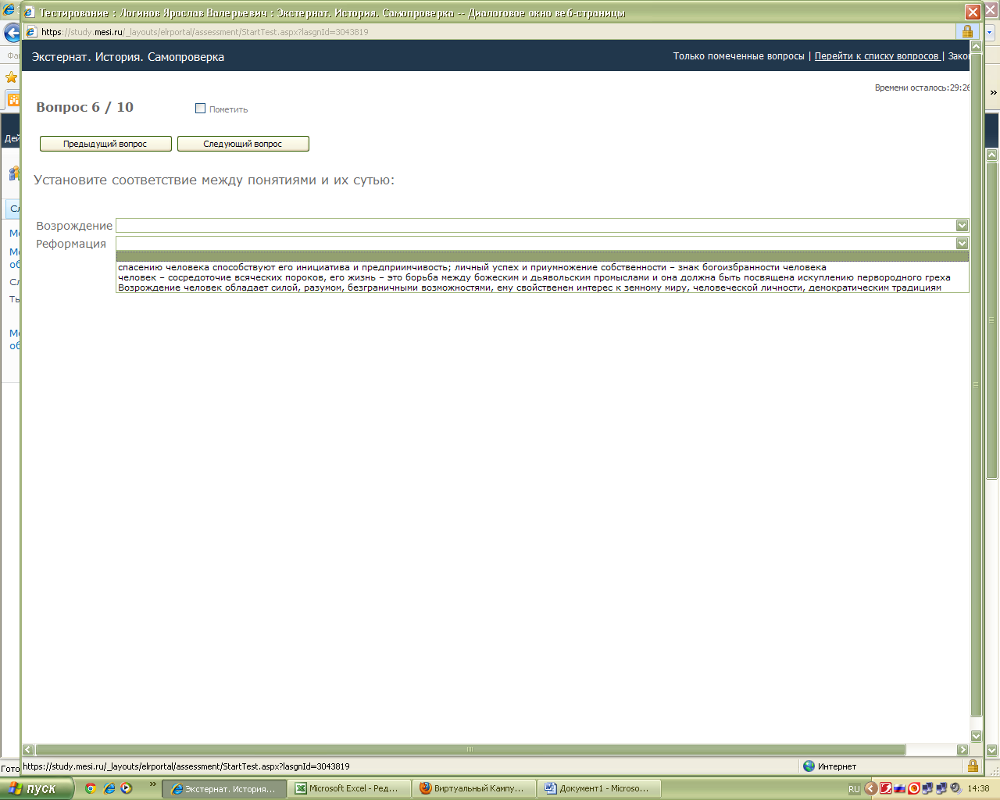 Тестирование : Логинов Ярослав Валерьевич : Экстернат. История. Самопроверка -- Диалоговое окно веб-страницы
https://study.mesi.ru/_layouts/elrportal/assessment/StartTest.aspx?lasgnId=3043819
Экстернат. История. Самопроверка
Только помеченные вопросы | Перейти к списку вопросов | Зако
Времени осталось:29:26
Вопрос 6 / 10
Пометить
Предыдущий вопрос Следующий вопрос
Установите соответствие между понятиями и их сутью:
Возрождение
Реформация
спасению человека способствуют его инициатива и предприимчивость; личный успех и приумножение собственности – знак богоизбранности человека
человек – сосредоточие всяческих пороков, его жизнь – это борьба между божеским и дьявольским промыслами и она должна быть посвящена искуплению первородного греха
Возрождение человек обладает силой, разумом, безграничными возможностями, ему свойственен интерес к земному миру, человеческой личности, демократическим традициям
https://study.mesi.ru/_layouts/elrportal/assessment/StartTest.aspx?lasgnId=3043819
Интернет
Гото
пуск
Экстернат. История...
Microsoft Excel - Ред...
Виртуальный Кампу...
Документ1 - Microso...
RU
14:38